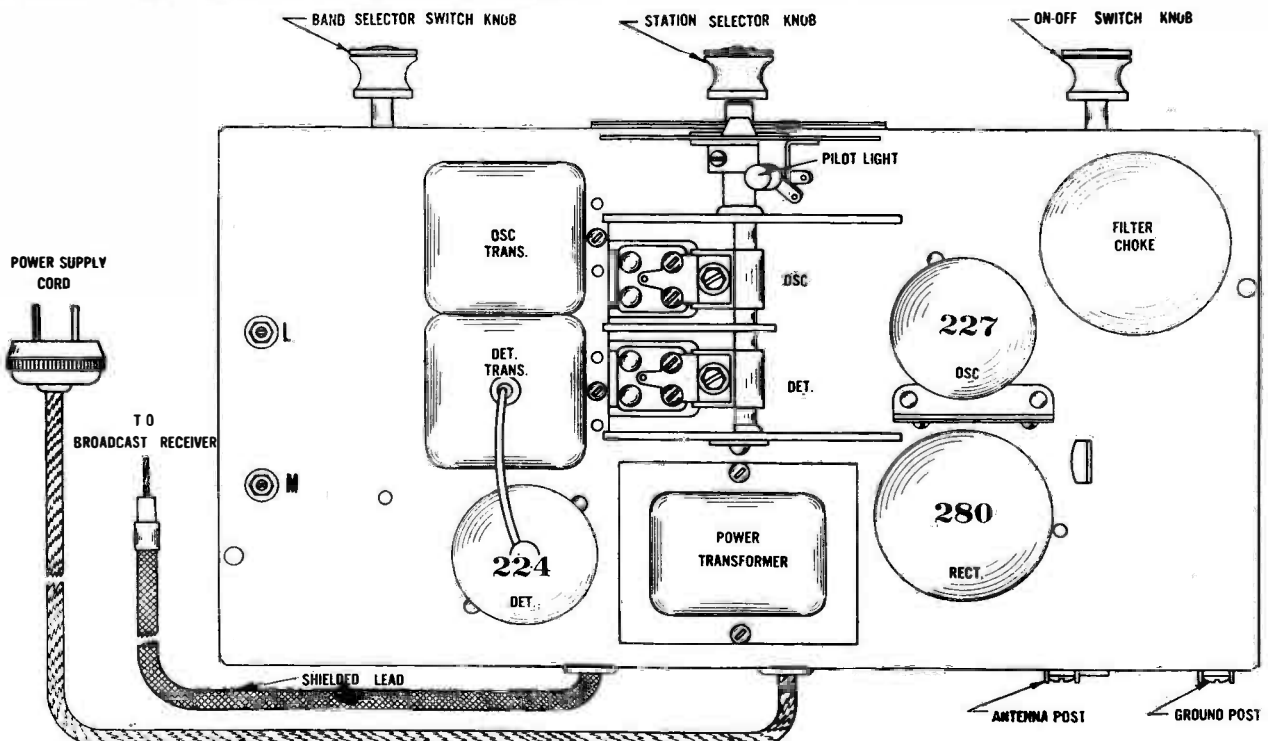 BAND SELECTOR SWITCH KNOB
STATION SELECTOR KNOB
ON-OFF SWITCH KNOB
PILOT LIGHT
OSC
TRANS.
FILTER
CHOKE
POWER SUPPLY
CORD
OSC
L
227
OSC
DET.
TRANS.
DET.
TO
BROADCAST RECEIVER
M
280
RECT.
POWER
TRANSFORMER
224
DET.
SHIELDED LEAD
ANTENNA POST
GROUND POST